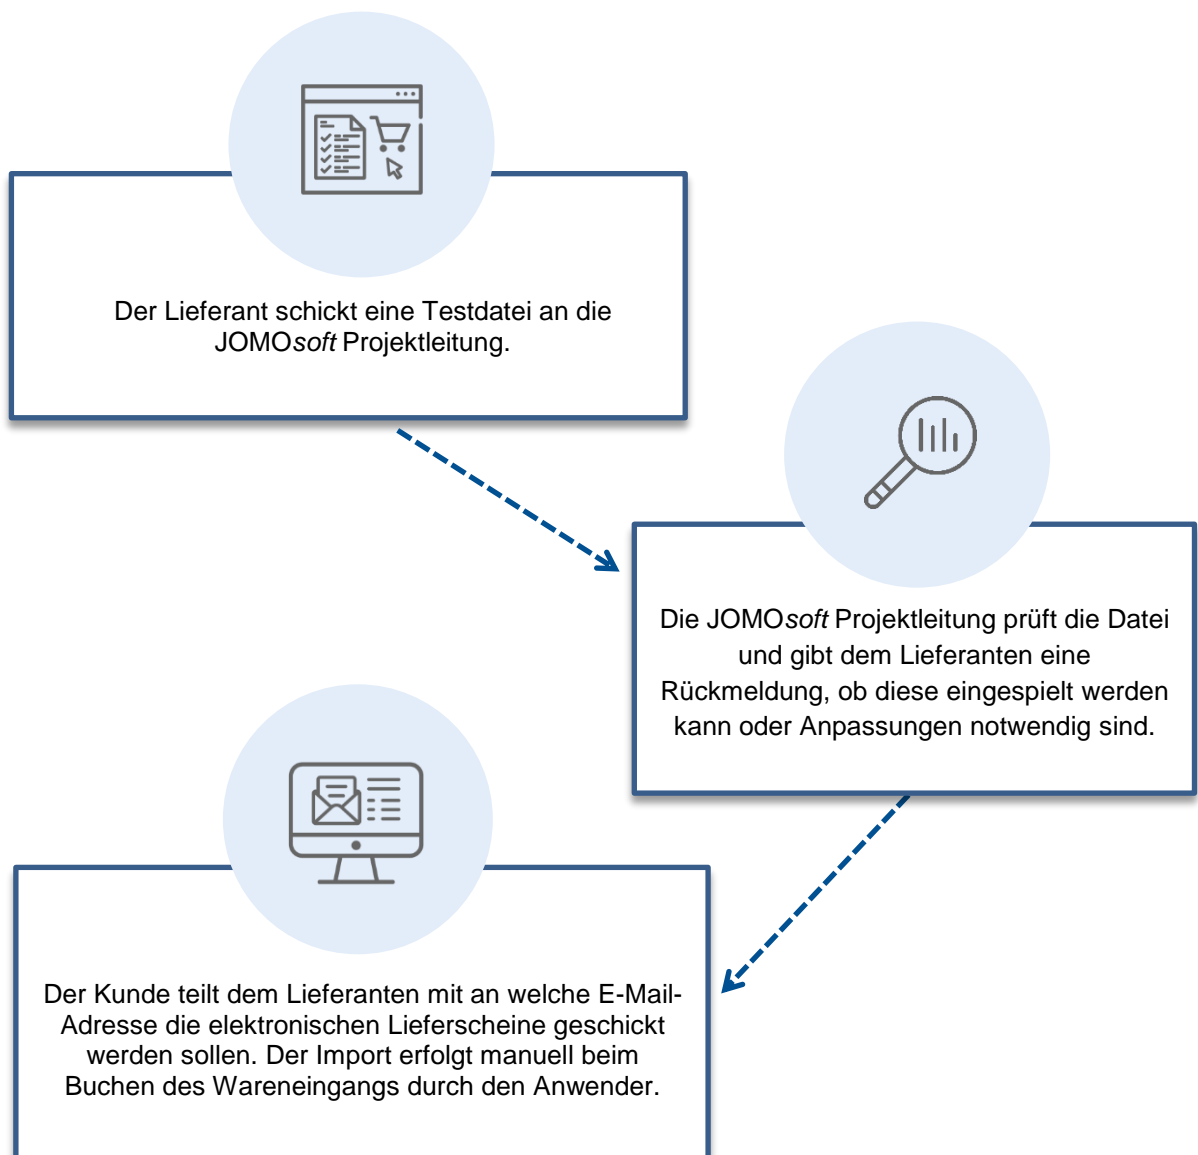 Der Lieferant schickt eine Testdatei an die
JOMOsoft Projektleitung.
Die JOMOsoft Projektleitung prüft die Datei
und gibt dem Lieferanten eine
Rückmeldung, ob diese eingespielt werden
kann oder Anpassungen notwendig sind.
Der Kunde teilt dem Lieferanten mit an welche E-Mail-
Adresse die elektronischen Lieferscheine geschickt
werden sollen. Der Import erfolgt manuell beim
Buchen des Wareneingangs durch den Anwender.